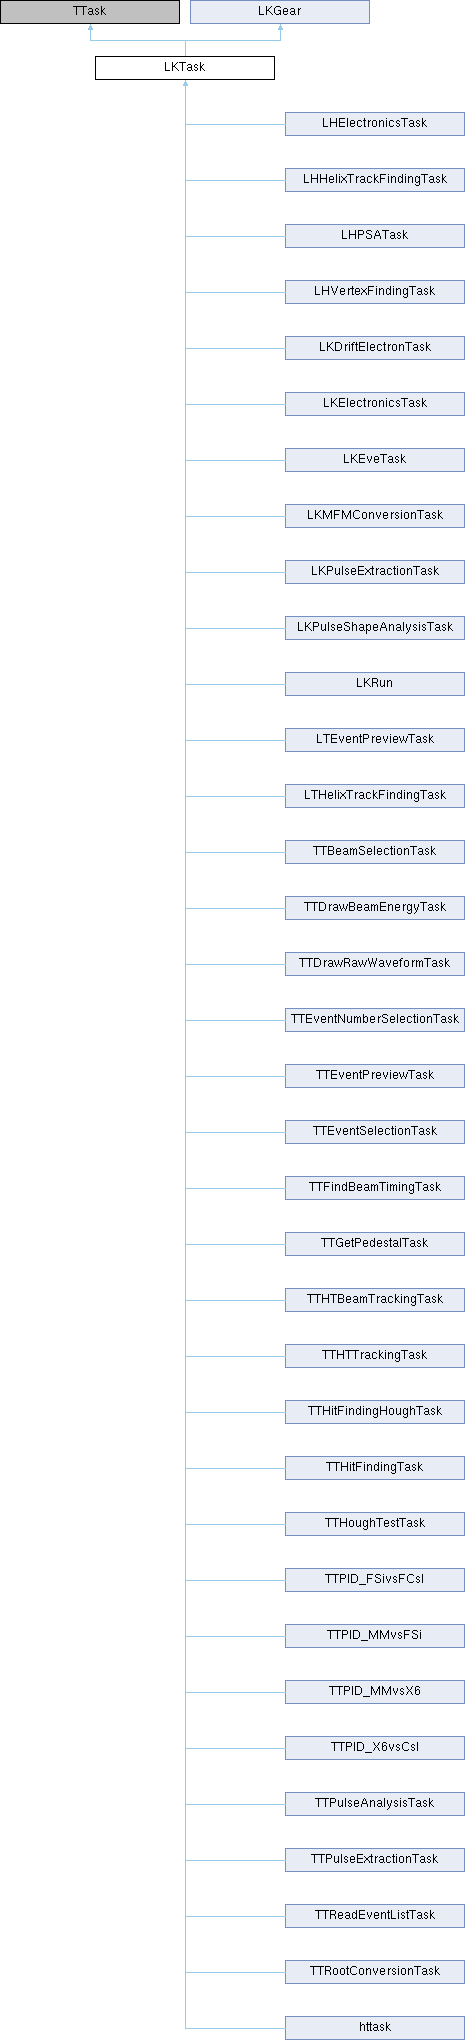 TTask
LKGear
LKTask
LHElectronicsTask
LHHelixTrackFindingTask
LHPSATask
LHVertexFindingTask
LKDriftElectronTask
LKElectronicsTask
LKEveTask
LKMFMConversionTask
LKPulseExtractionTask
LKPulseShapeAnalysisTask
LKRun
LTEventPreviewTask
LTHelixTrackFindingTask
TTBeamSelectionTask
TTDrawBeamEnergyTask
TTDrawRawWaveformTask
TTEventNumberSelectionTask
TTEventPreviewTask
TTEventSelectionTask
TTFindBeamTimingTask
TTGetPedestalTask
TTHTBeamTrackingTask
TTHTTrackingTask
TTHitFindingHoughTask
TTHitFindingTask
TTHoughTestTask
TTPID_FSivsFCsI
TTPID_MMvsFSi
TTPID_MMvsX6
TTPID_X6vsCsI
TTPulseAnalysisTask
TTPulseExtractionTask
TTReadEventListTask
TTRootConversionTask
httask